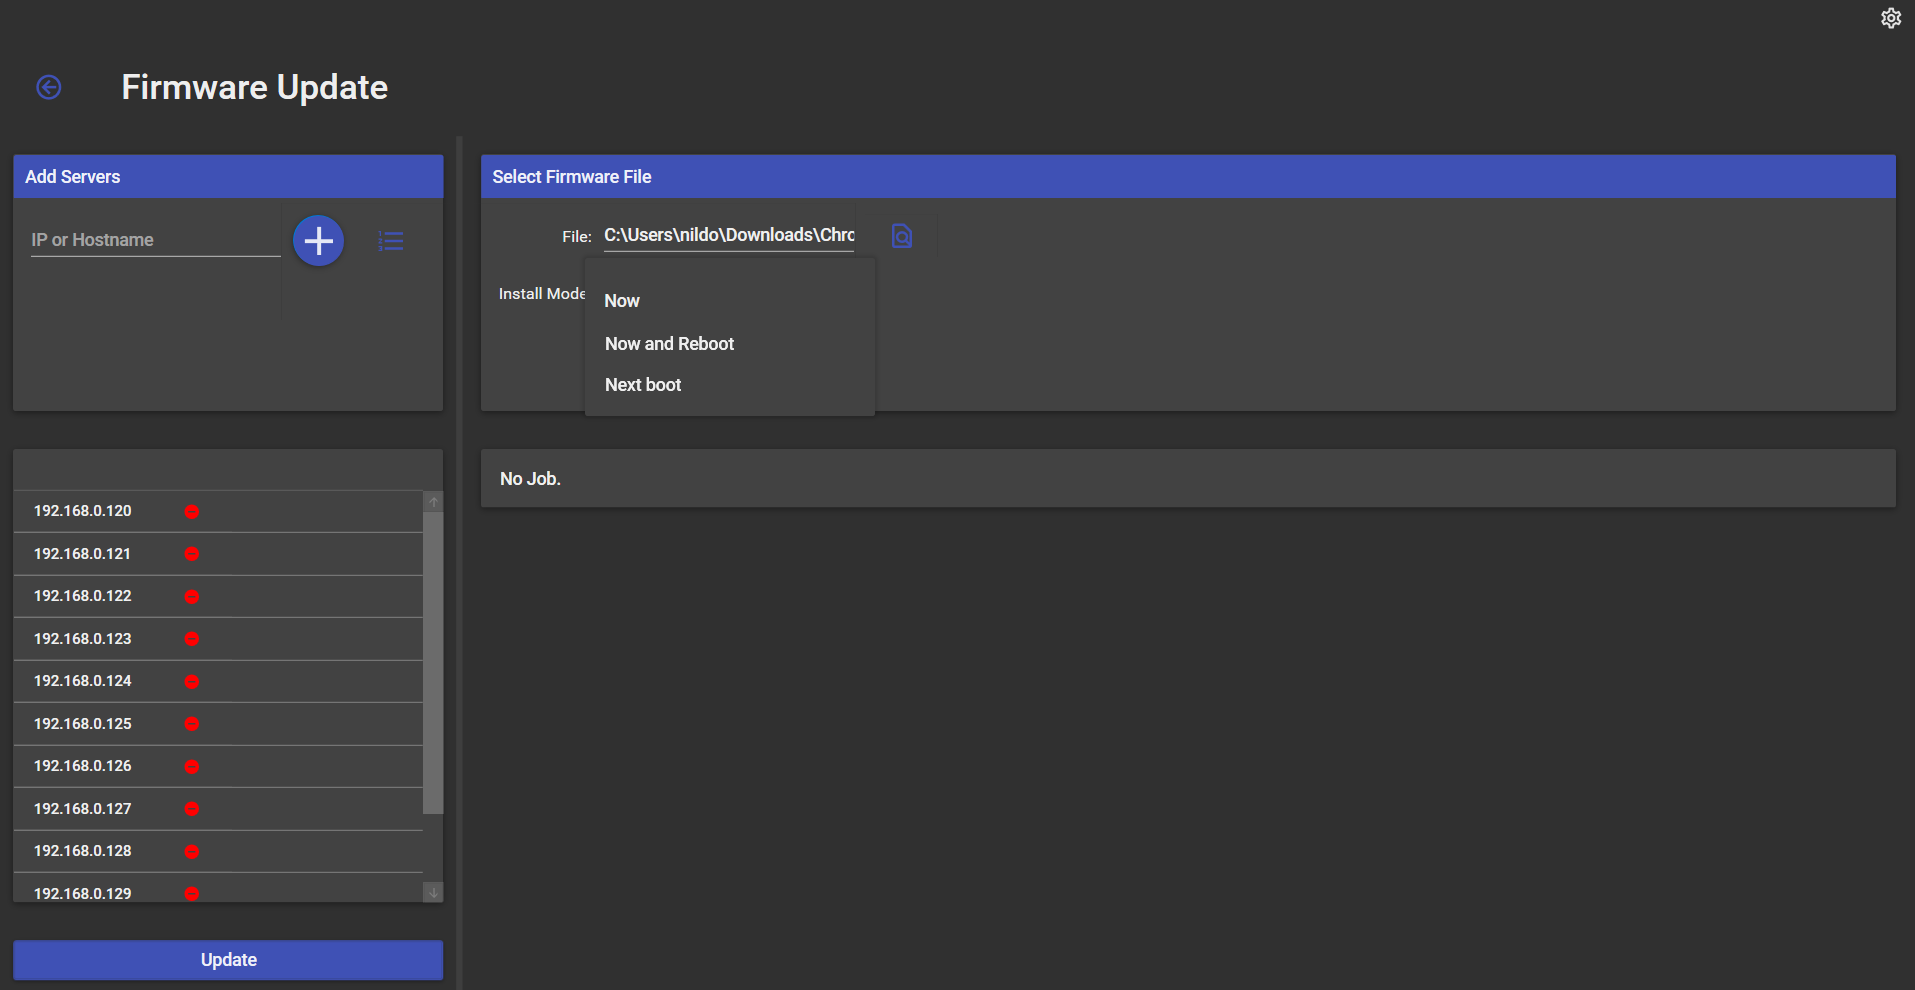 Firmware Update
Add Servers
IP or Hostname
Select Firmware File
File: C:\Users\nildo\Downloads\Chro
Install Mode
Now
Now and Reboot
Next boot
No Job.
192.168.0.120
192.168.0.121
192.168.0.122
192.168.0.123
192.168.0.124
192.168.0.125
192.168.0.126
192.168.0.127
192.168.0.128
192.168.0.129
Update